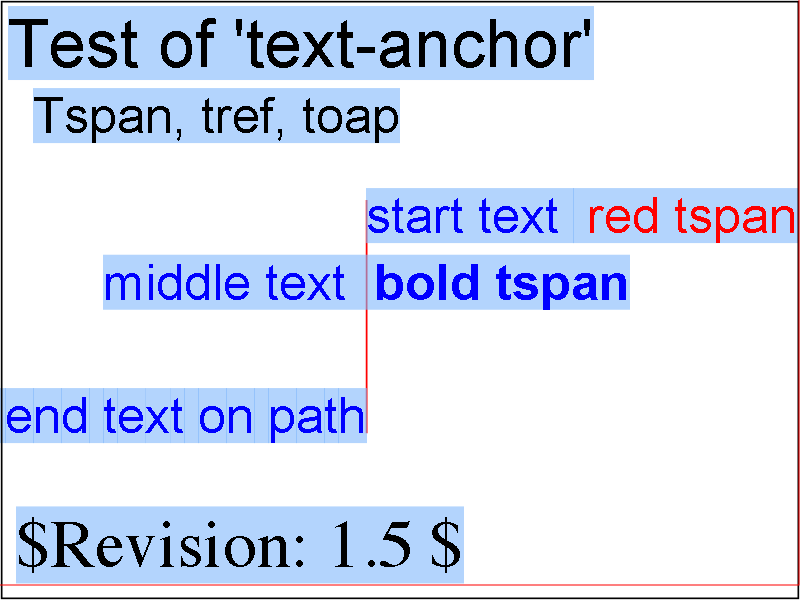 Test of 'text-anchor'
Tspan, tref, toap
start text red tspan
middle text bold tspan
end text on path
$Revision: 1.5 $